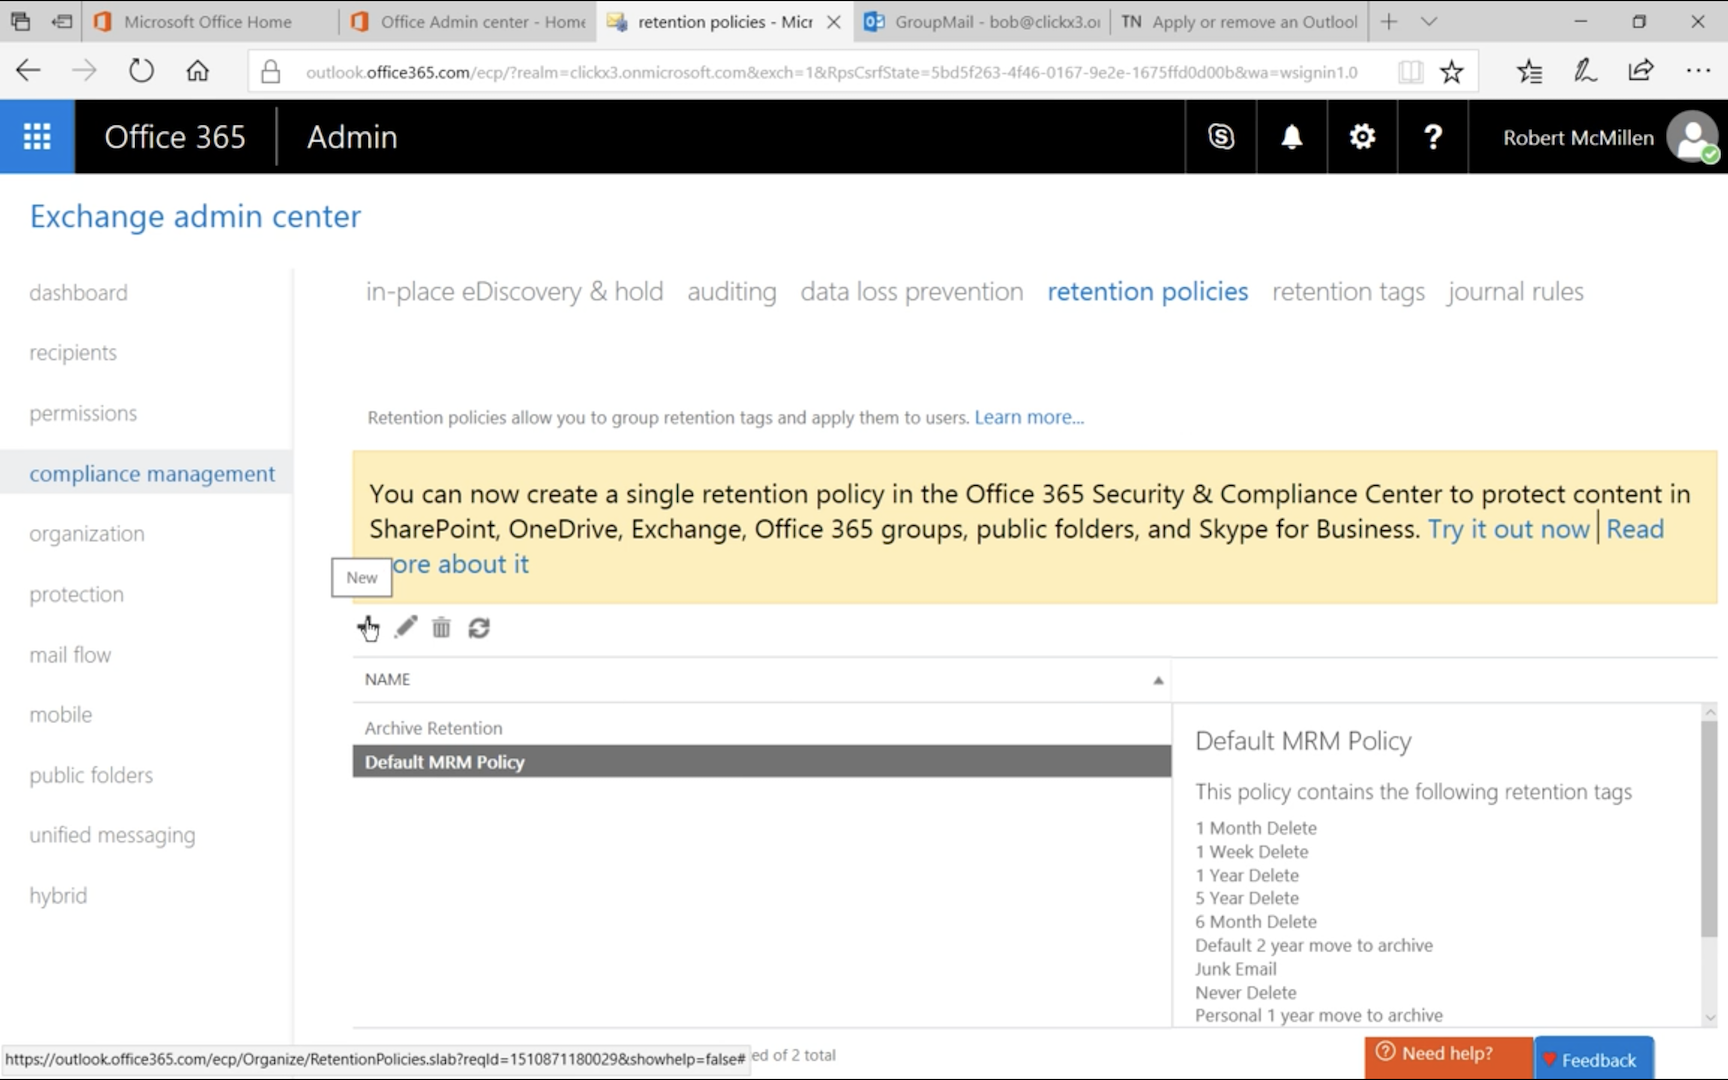 Microsoft Office Home
Office Admin center - Home
retention policies - Micr
GroupMail - bob@clickx3.o
TN Apply or remove an Outlool
outlook.office365.com/ecp/?realm=clickx3.onmicrosoft.com&exch=1&RpsCsrfState=5bd5f263-4f46-0167-9e2e-1675ffd0d00b&wa=wsignin1.0
Office 365
Admin
?
Robert McMillen
Exchange admin center
dashboard
recipients
permissions
compliance management
organization
protection
mail flow
mobile
public folders
unified messaging
hybrid
in-place eDiscovery & hold auditing data loss prevention retention policies retention tags journal rules
Retention policies allow you to group retention tags and apply them to users. Learn more...
You can now create a single retention policy in the Office 365 Security & Compliance Center to protect content in
SharePoint, OneDrive, Exchange, Office 365 groups, public folders, and Skype for Business. Try it out now | Read
ore about it
New
NAME
Archive Retention
Default MRM Policy
Default MRM Policy
This policy contains the following retention tags
1 Month Delete
1 Week Delete
1 Year Delete
5 Year Delete
6 Month Delete
Default 2 year move to archive
Junk Email
Never Delete
Personal 1 year move to archive
https://outlook.office365.com/ecp/Organize/RetentionPolicies.slab?reqId=1510871180029&showhelp=false#
ed of 2 total
? Need help?
Feedback